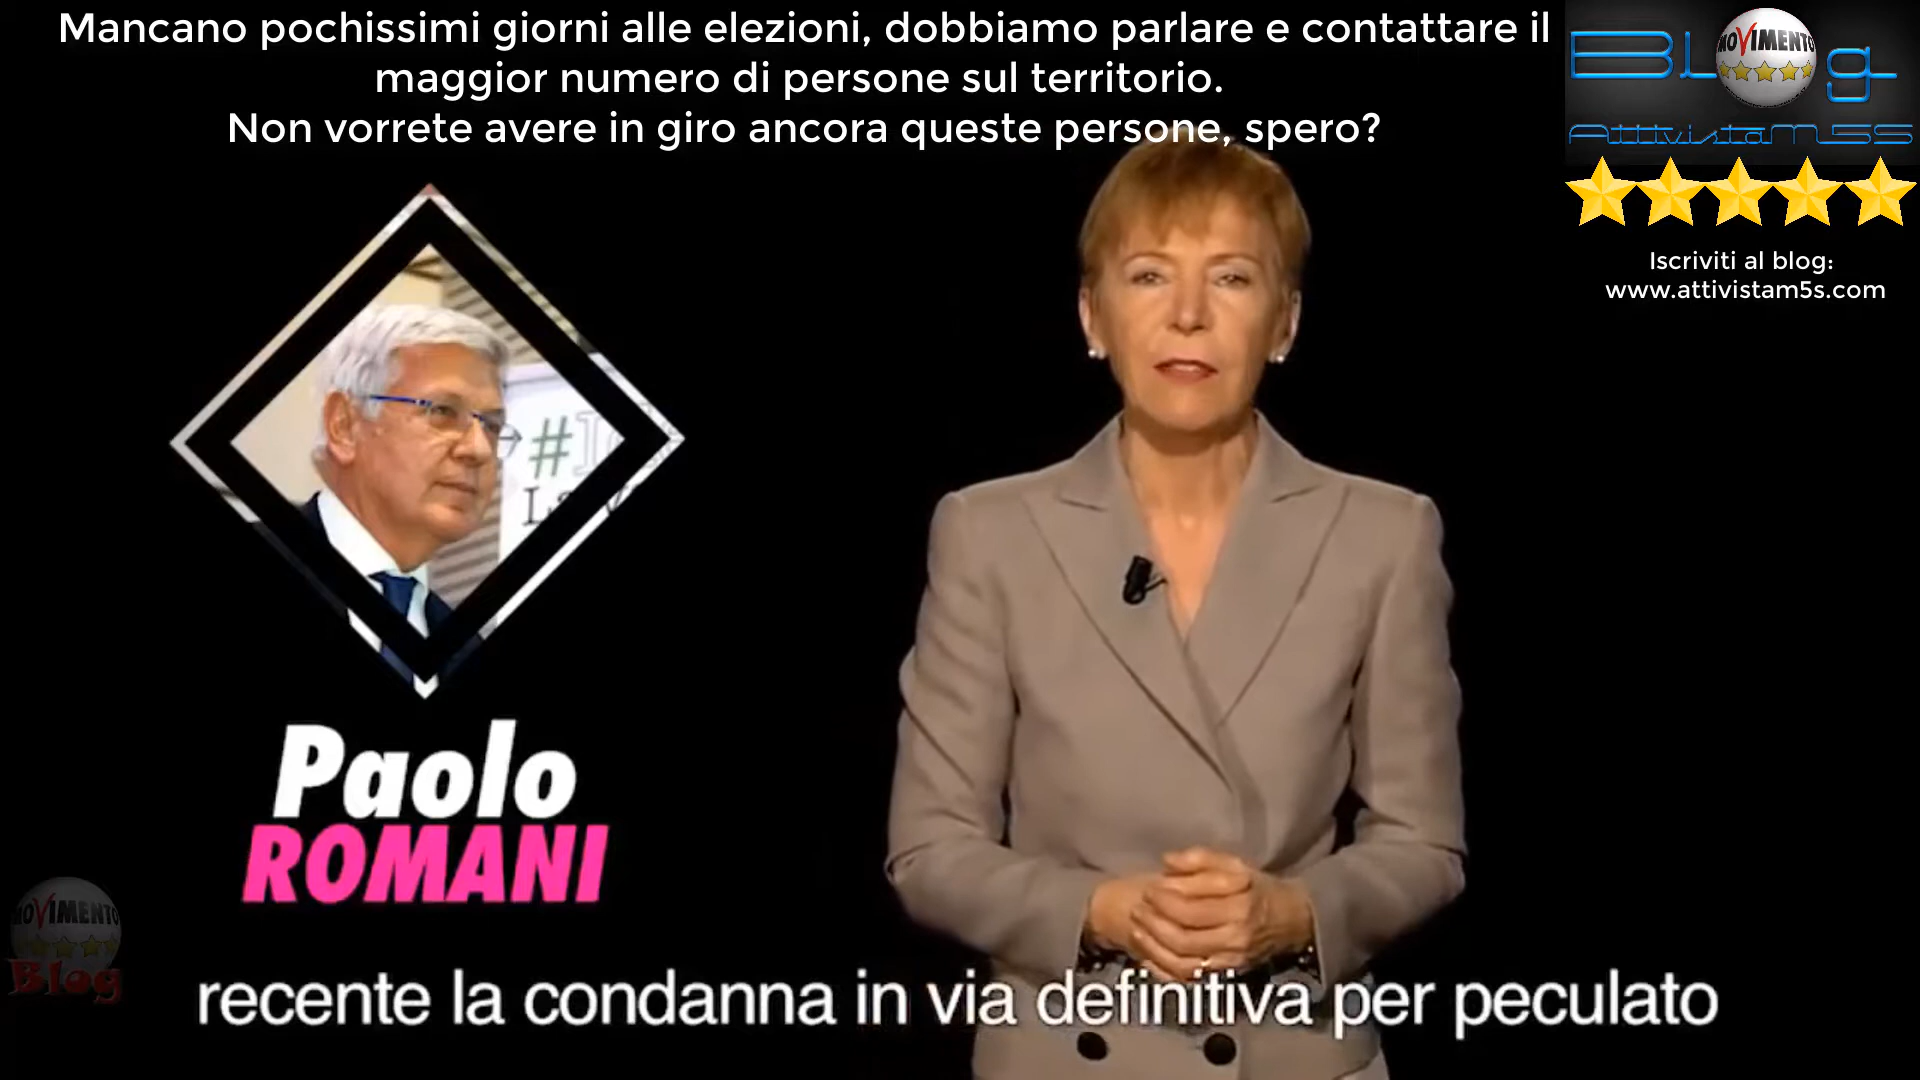 Mancano pochissimi giorni alle elezioni, dobbiamo parlare e contattare il
maggior numero di persone sul territorio.
Non vorrete avere in giro ancora queste persone, spero?
Blog
MOVIMENTO
AttivistaM5S
Iscriviti al blog:
www.attivistam5s.com
#
L
Paolo
ROMANI
MOVIMENTO
Blog
recente la condanna in via definitiva per peculato